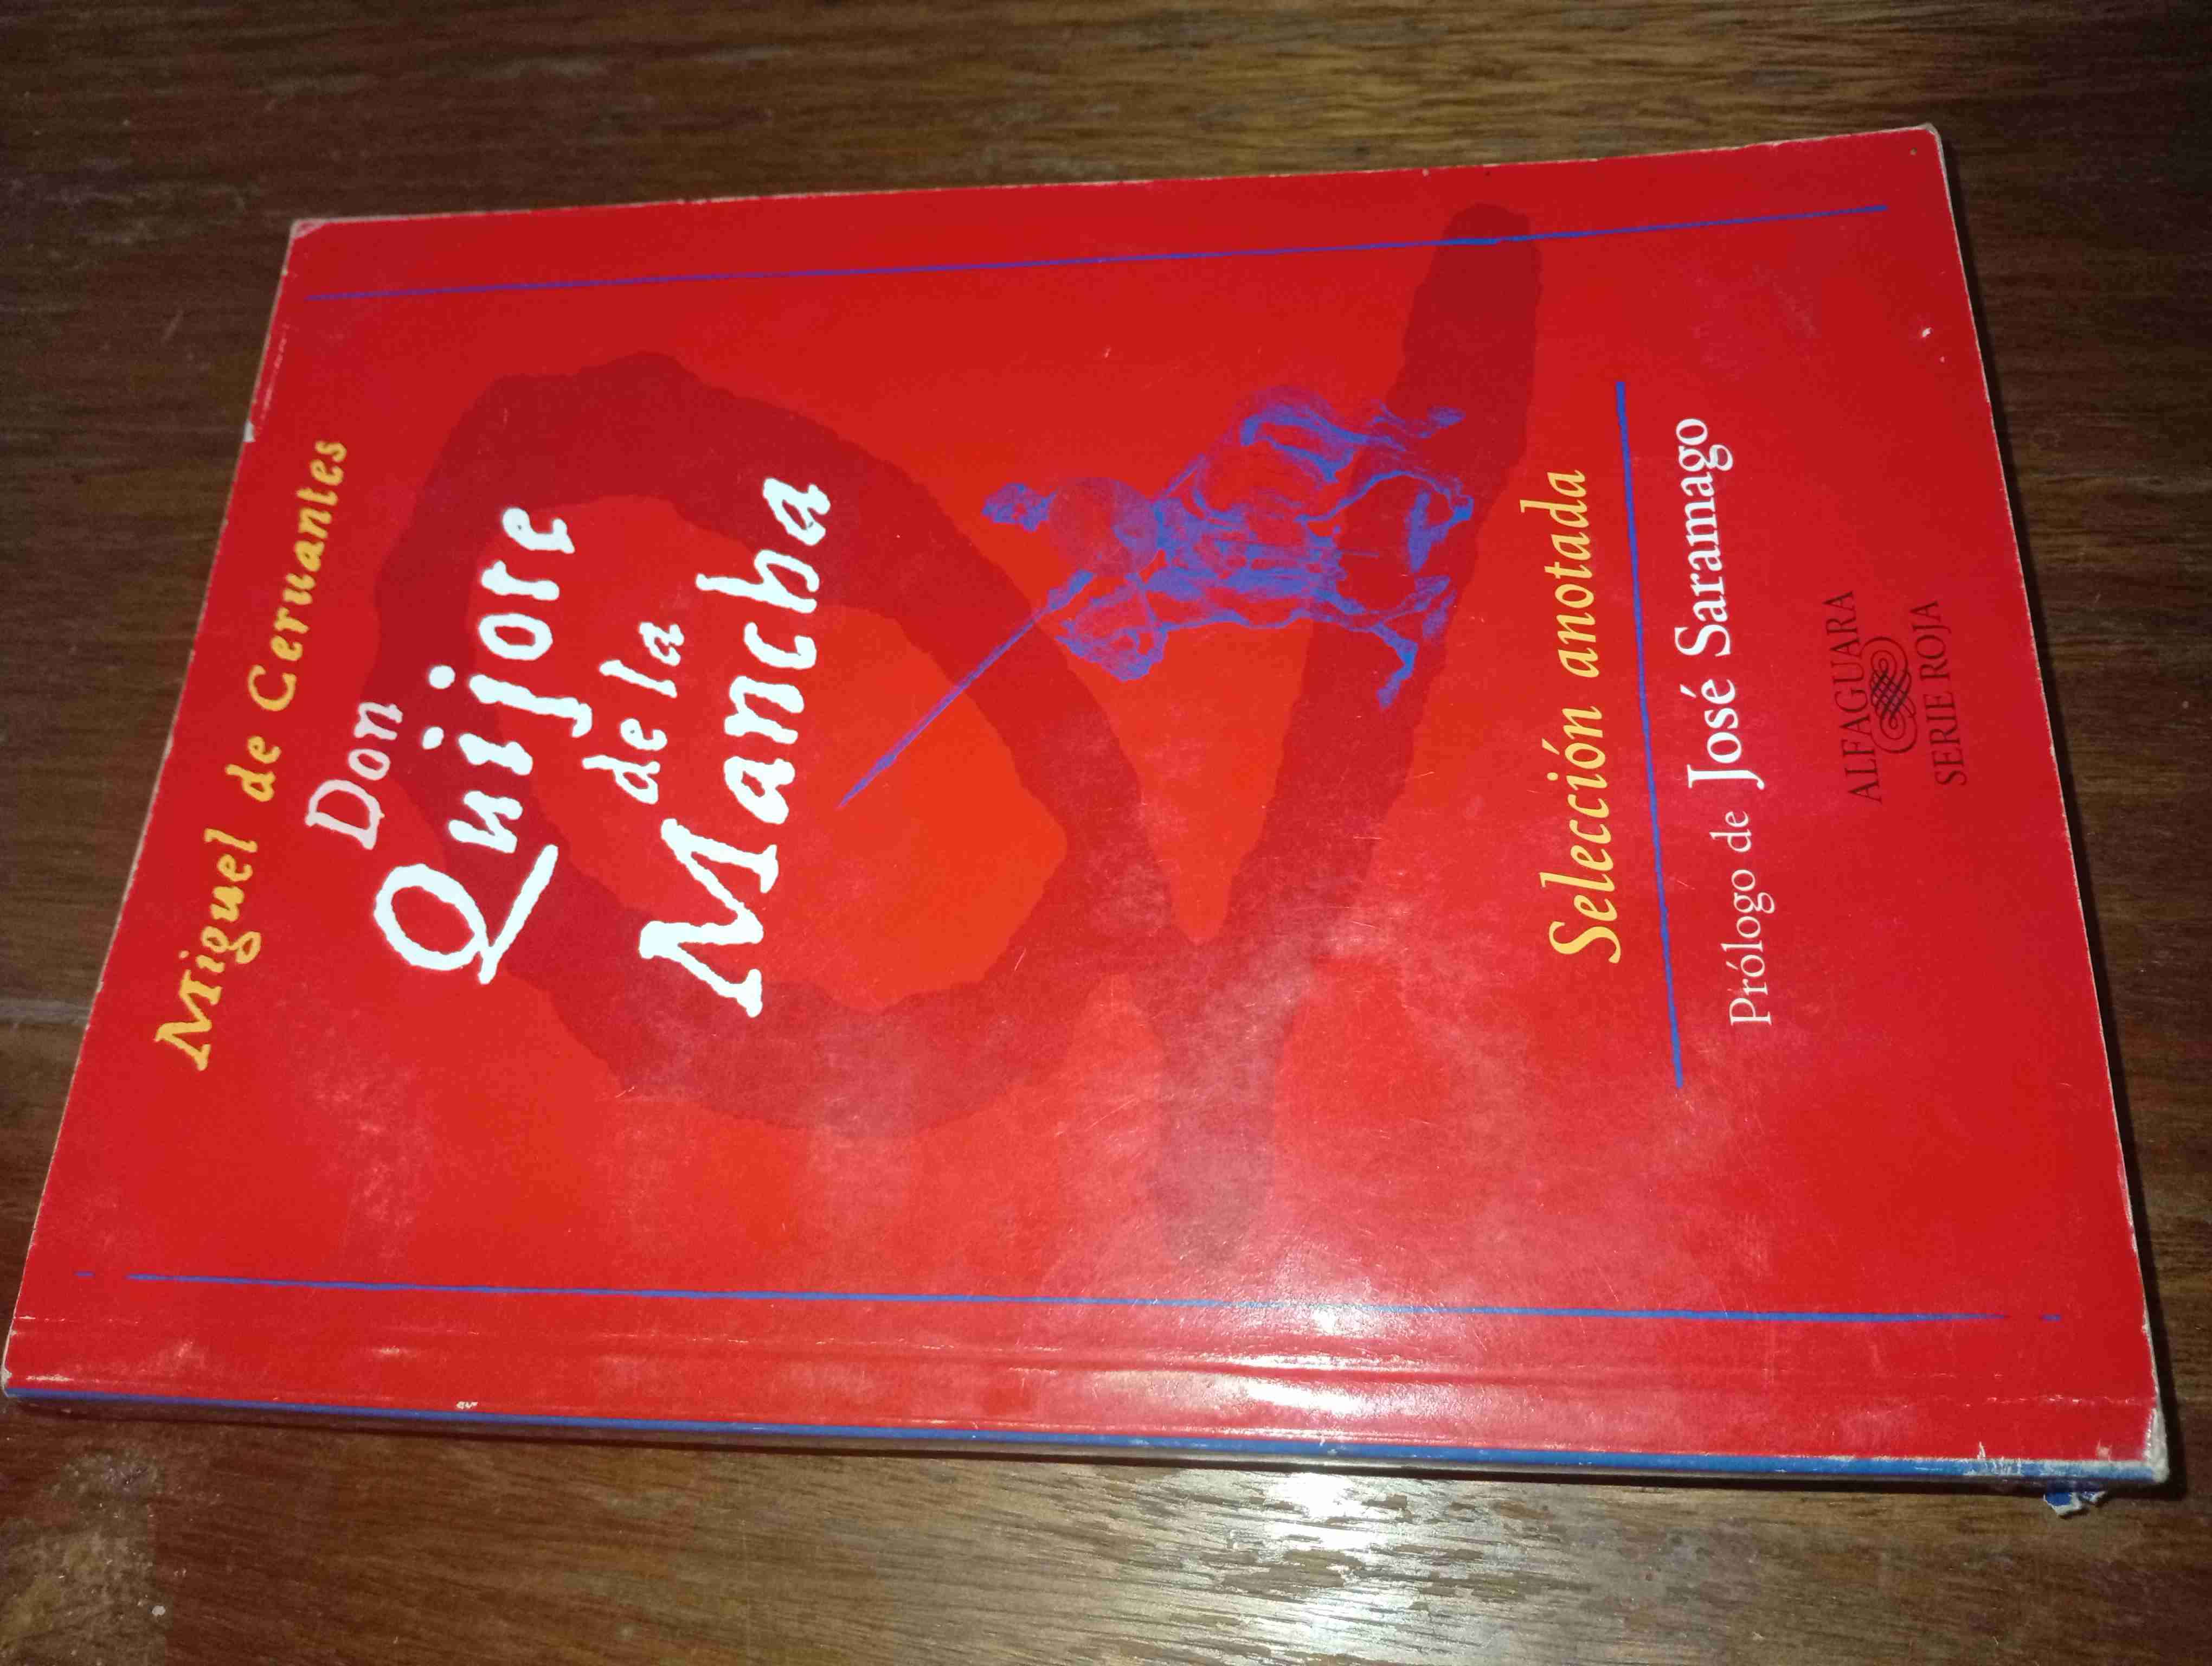 Miguel de Cervantes
Don
Quijote
de la
Mancha
Selección anotada
Prólogo de José Saramago
ALFAGUARA
SERIE ROJA